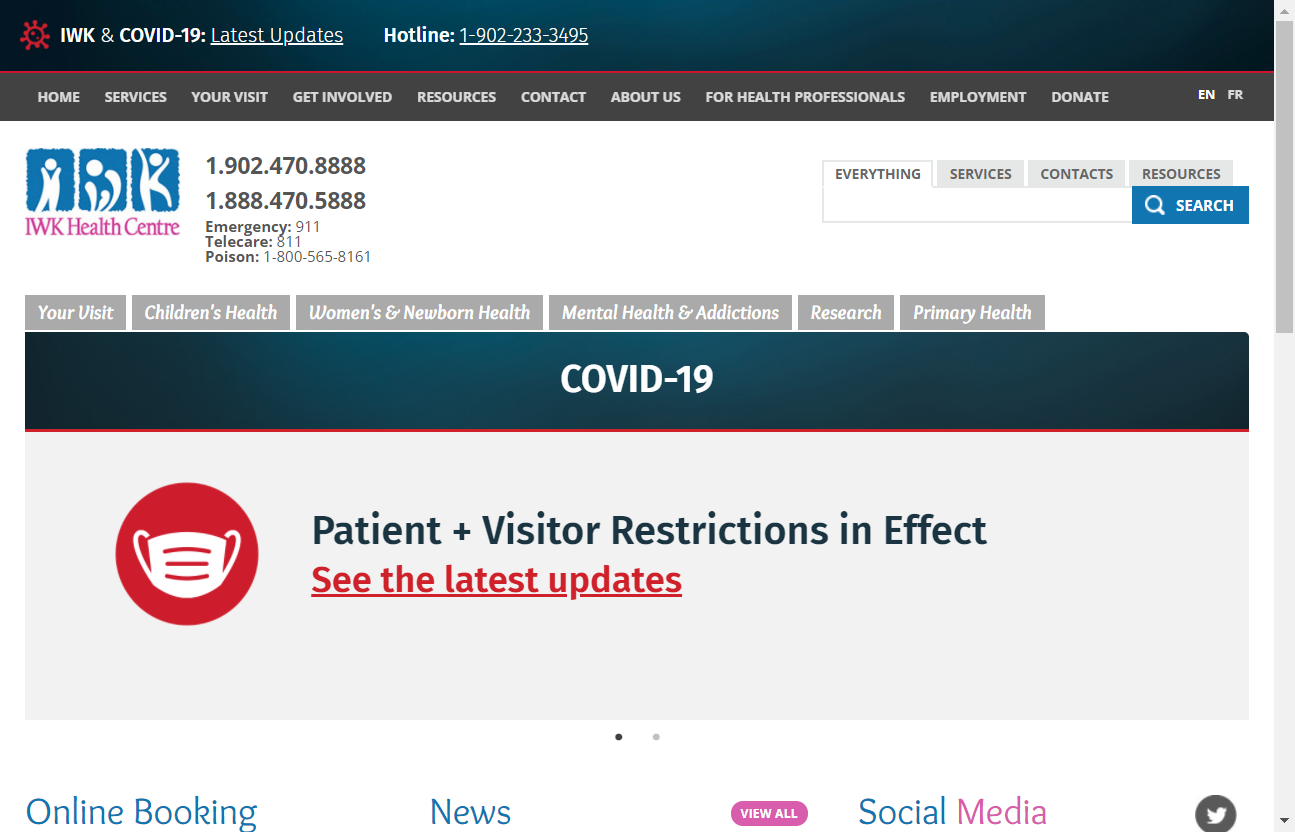 IWK & COVID-19: Latest Updates Hotline: 1-902-233-3495
HOME SERVICES YOUR VISIT GET INVOLVED RESOURCES CONTACT ABOUT US FOR HEALTH PROFESSIONALS EMPLOYMENT DONATE EN FR
IWK Health Centre
1.902.470.8888
1.888.470.5888
Emergency: 911
Telecare: 811
Poison: 1-800-565-8161
EVERYTHING SERVICES CONTACTS RESOURCES
SEARCH
Your Visit Children's Health Women's & Newborn Health Mental Health & Addictions Research Primary Health
COVID-19
Patient + Visitor Restrictions in Effect
See the latest updates
Online Booking News VIEW ALL Social Media